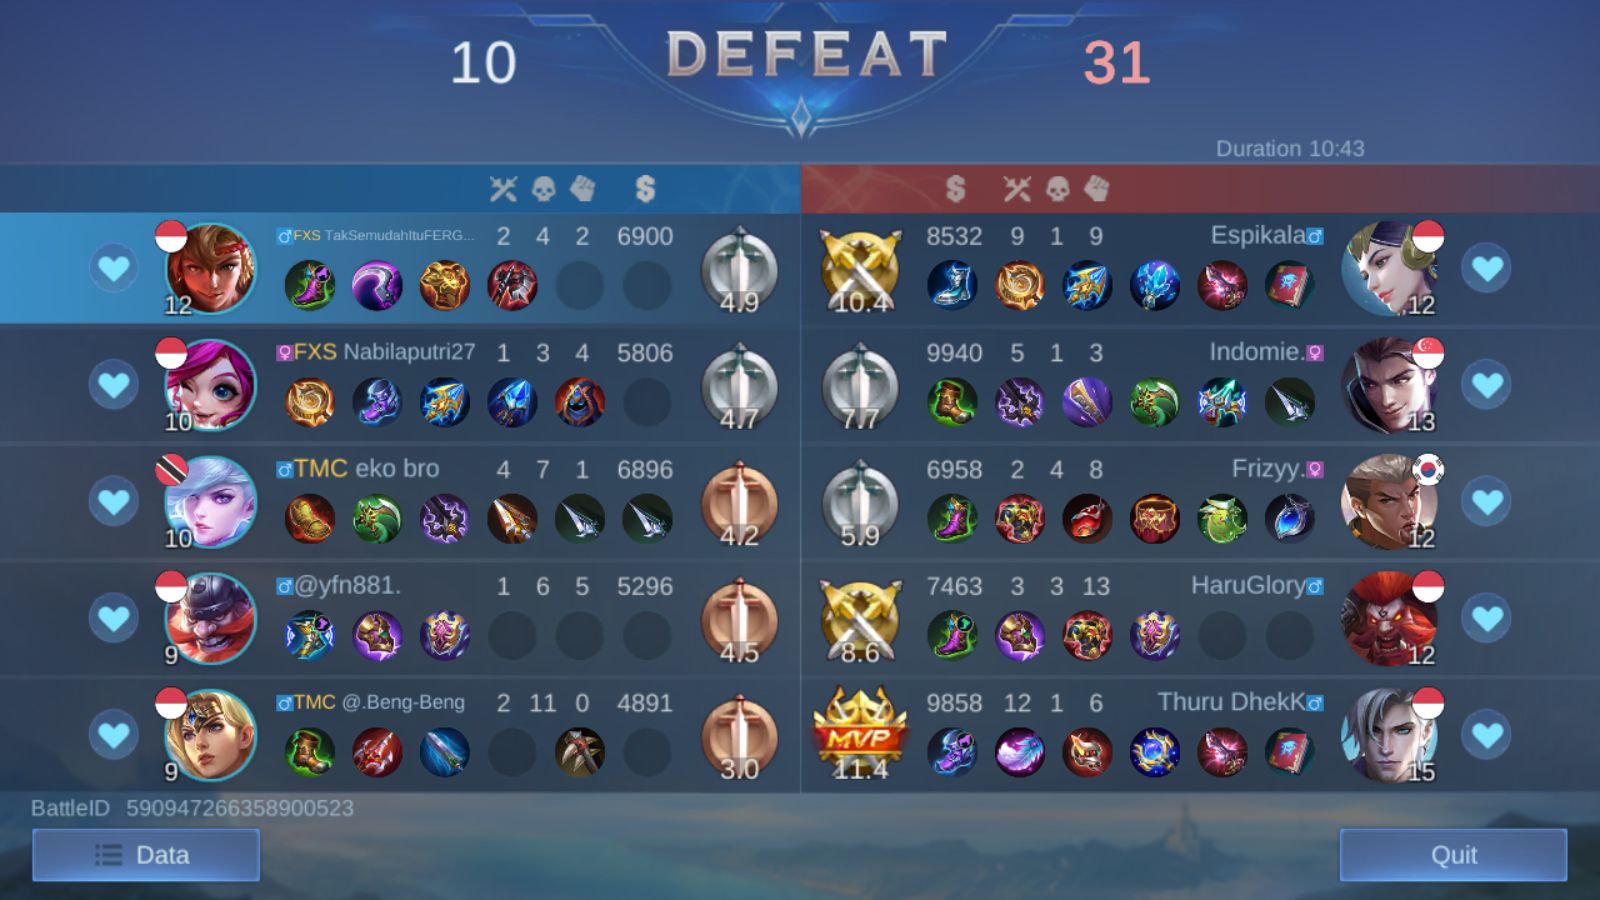 10 DEFEAT 31
Duration 10:43
12 FXS TakSemudahItuFERG... 2 4 2 6900 4.9
10.4 8532 9 1 9 Espikala 12
10 FXS Nabilaputri27 1 3 4 5806 4.7
7.7 9940 5 1 3 Indomie. 13
10 TMC eko bro 4 7 1 6896 4.2
5.9 6958 2 4 8 Frizyy. 12
9 @yfn881. 1 6 5 5296 4.5
8.6 7463 3 3 13 HaruGlory 12
9 TMC @.Beng-Beng 2 11 0 4891 3.0
MVP 11.4 9858 12 1 6 Thuru DhekK 15
BattleID 590947266358900523
Data
Quit